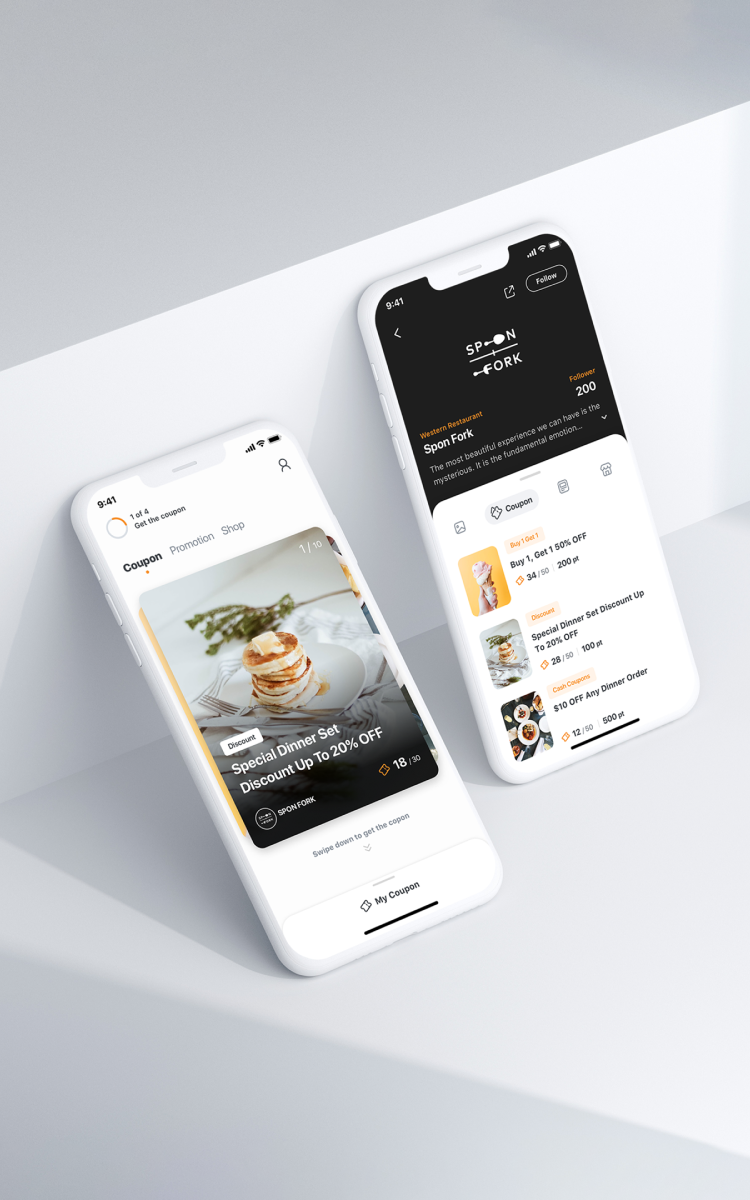 9:41
1 of 4
Get the coupon
Coupon Promotion Shop
1 / 10
Discount
Special Dinner Set
Discount Up To 20% OFF
SPON FORK
18 / 30
Swipe down to get the copon
My Coupon
9:41
Follow
SPOON
FORK
Western Restaurant
Spon Fork
Follower
200
The most beautiful experience we can have is the
mysterious. It is the fundamental emotion...
Coupon
Buy 1 Get 1
Buy 1, Get 1 50% OFF
34 / 50 200 pt
Discount
Special Dinner Set Discount Up
To 20% OFF
28 / 50 100 pt
Cash Coupons
$10 OFF Any Dinner Order
12 / 50 500 pt